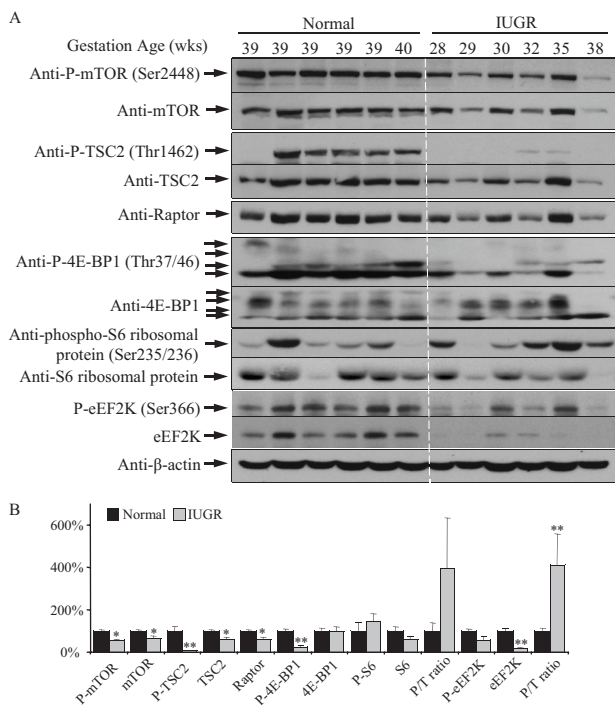 A
Normal IUGR
Gestation Age (wks) 39 39 39 39 39 40 28 29 30 32 35 38
Anti-P-mTOR (Ser2448)
Anti-mTOR
Anti-P-TSC2 (Thr1462)
Anti-TSC2
Anti-Raptor
Anti-P-4E-BP1 (Thr37/46)
Anti-4E-BP1
Anti-phospho-S6 ribosomal
protein (Ser235/236)
Anti-S6 ribosomal protein
P-eEF2K (Ser366)
eEF2K
Anti-β-actin
B
Normal IUGR
600%
400%
200%
0%
* * ** * * ** ** **
P-mTOR mTOR P-TSC2 TSC2 Raptor P-4E-BP1 4E-BP1 P-S6 S6 P/T ratio P-eEF2K eEF2K P/T ratio